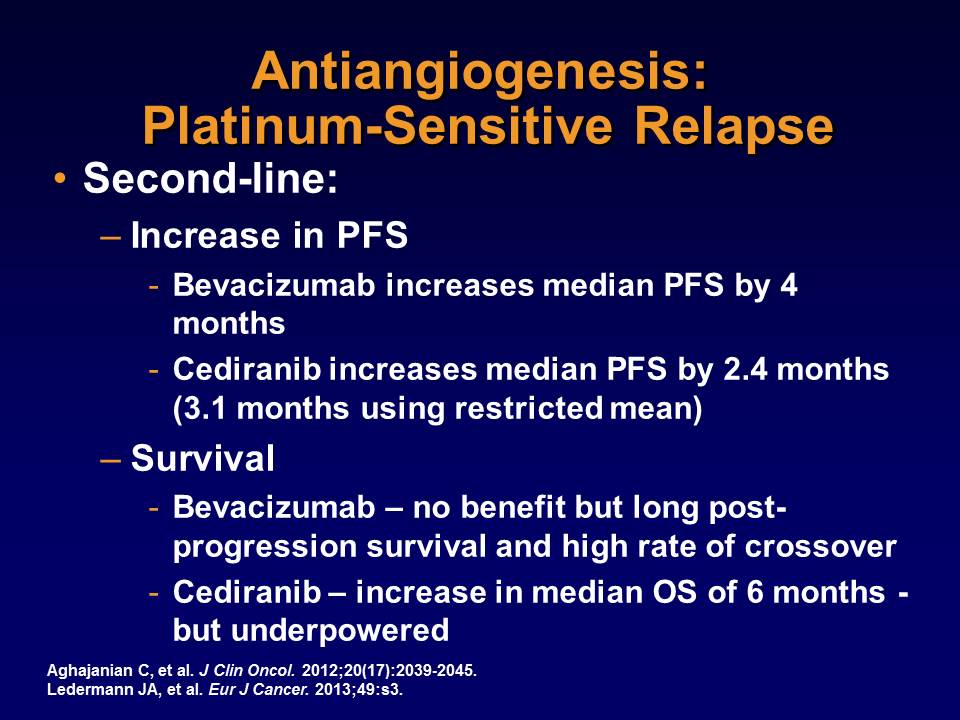 Antiangiogenesis:
Platinum-Sensitive Relapse
• Second-line:
– Increase in PFS
- Bevacizumab increases median PFS by 4
months
- Cediranib increases median PFS by 2.4 months
(3.1 months using restricted mean)
– Survival
- Bevacizumab – no benefit but long post-
progression survival and high rate of crossover
- Cediranib – increase in median OS of 6 months -
but underpowered
Aghajanian C, et al. J Clin Oncol. 2012;20(17):2039-2045.
Ledermann JA, et al. Eur J Cancer. 2013;49:s3.